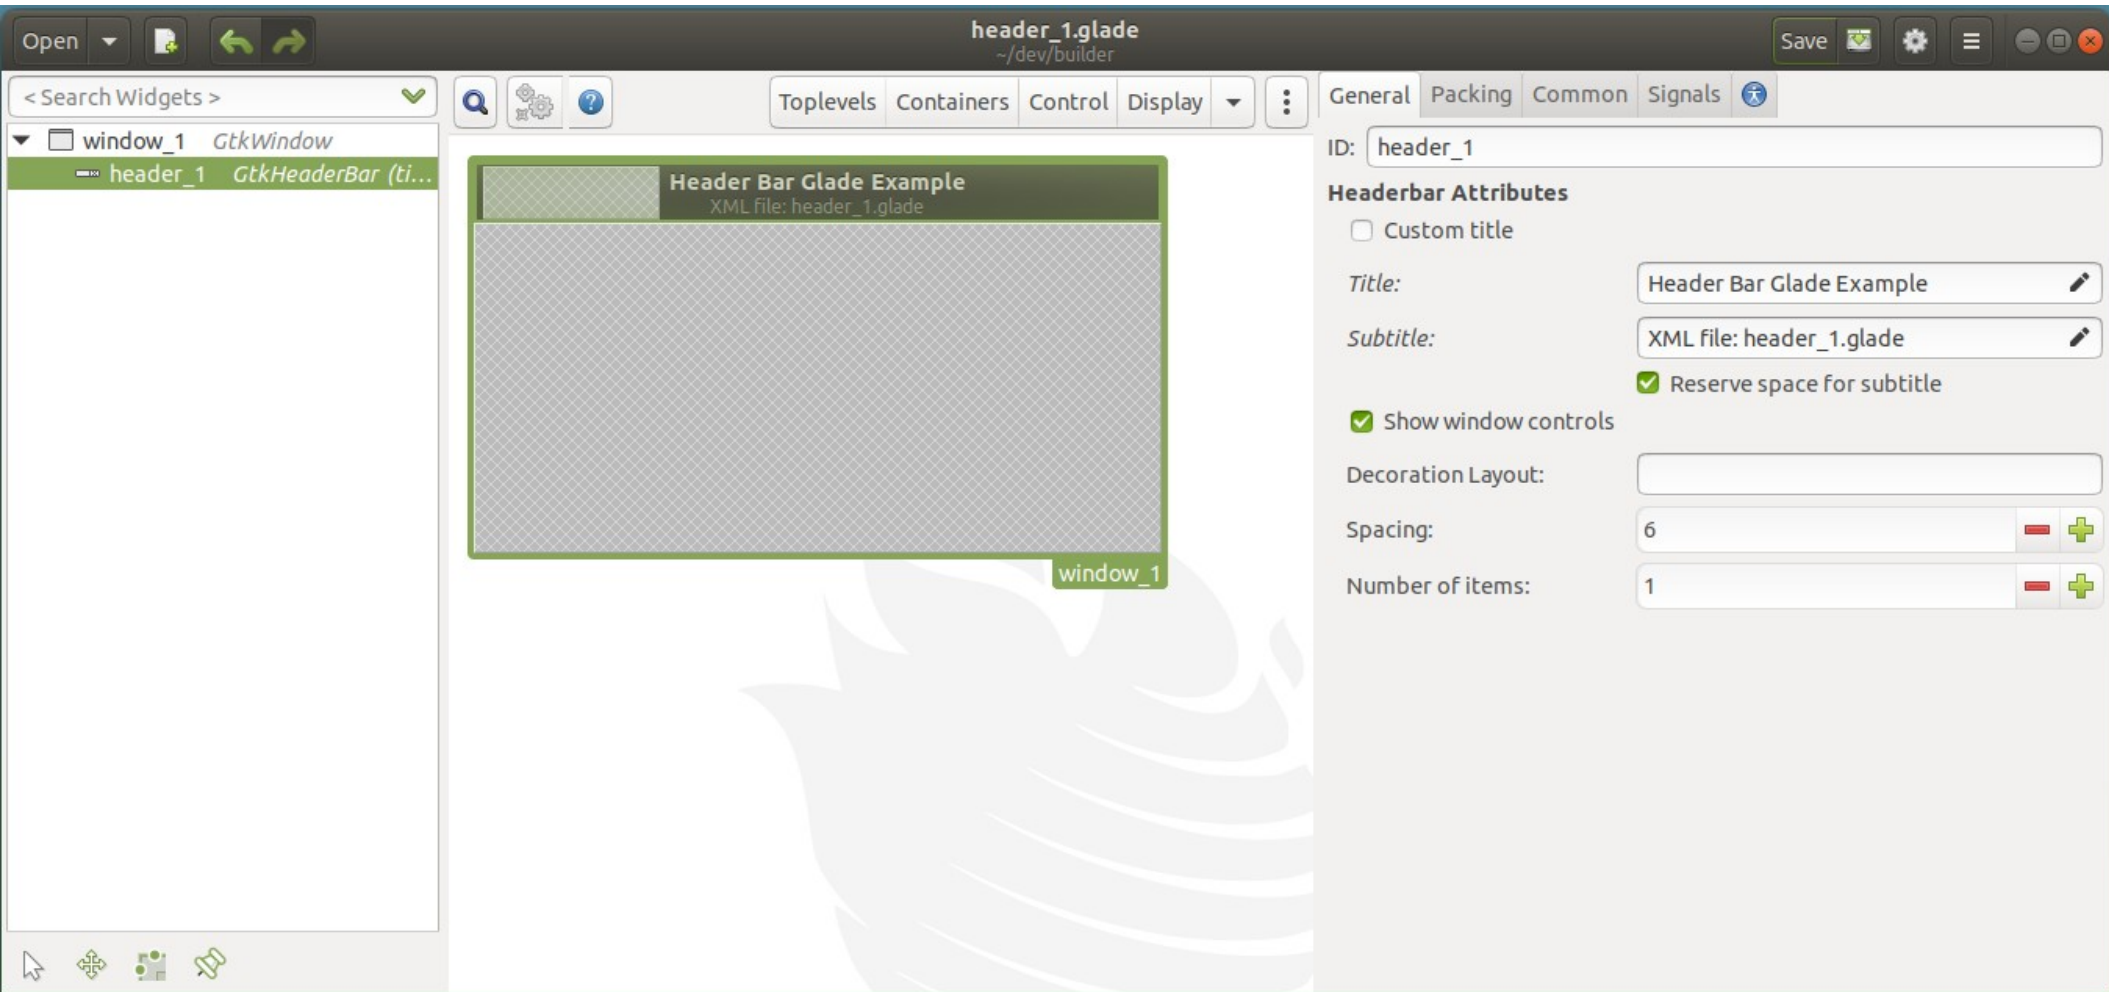 Open
header_1.glade
~/dev/builder
Save
< Search Widgets >
Toplevels Containers Control Display
General Packing Common Signals
window_1 GtkWindow
header_1 GtkHeaderBar (ti...
Header Bar Glade Example
XML file: header_1.glade
window_1
ID: header_1
Headerbar Attributes
Custom title
Title: Header Bar Glade Example
Subtitle: XML file: header_1.glade
Reserve space for subtitle
Show window controls
Decoration Layout:
Spacing: 6
Number of items: 1